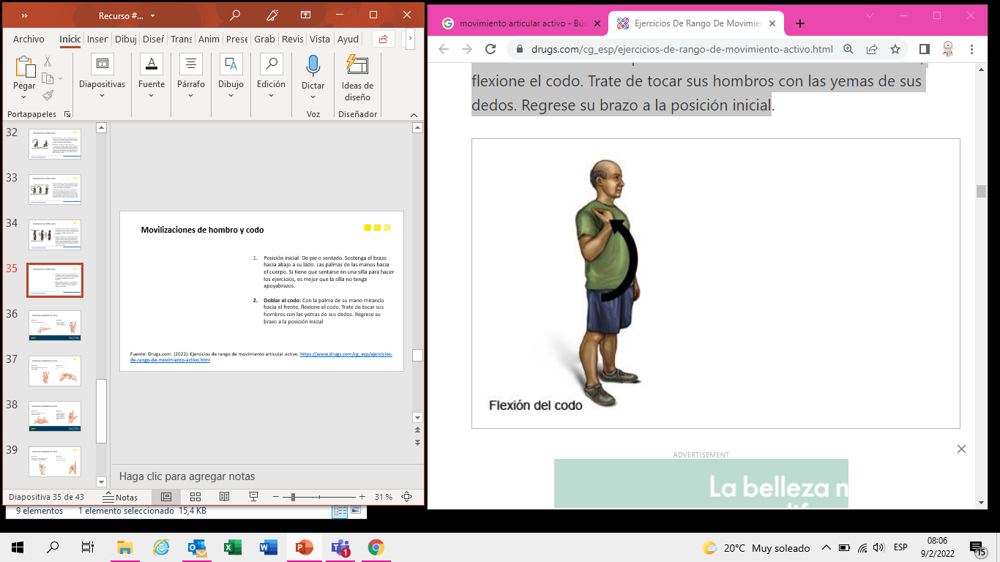 Recurso #...
Archivo
Inicio
Inser
Dibuj
Diseñ
Trans
Anim
Prese
Grab
Revis
Vista
Ayud
Pegar
Diapositivas
Fuente
Párrafo
Dibujo
Edición
Dictar
Ideas de
diseño
Portapapeles
Voz
Diseñador
32
33
34
35
36
37
38
39
Movilizaciones de hombro y codo
1. Posición inicial: De pie o sentado. Sostenga el brazo
hacia abajo a su lado. Las palmas de las manos hacia
el cuerpo. Si tiene que sentarse en una silla para hacer
los ejercicios, es mejor que la silla no tenga
apoyabrazos.
2. Doblar el codo: Con la palma de su mano mirando
hacia el frente, flexione el codo. Trate de tocar sus
hombros con las yemas de sus dedos. Regrese su
brazo a la posición inicial
Fuente: Drugs.com. (2022). Ejercicios de rango de movimiento articular activo. https://www.drugs.com/cg_esp/ejercicios-
de-rango-de-movimiento-activo.html
Haga clic para agregar notas
Diapositiva 35 de 43
Notas
31 %
9 elementos
1 elemento seleccionado 15,4 KB
movimiento articular activo - Bús
Ejercicios De Rango De Movimier
drugs.com/cg_esp/ejercicios-de-rango-de-movimiento-activo.html
flexione el codo. Trate de tocar sus hombros con las yemas de sus
dedos. Regrese su brazo a la posición inicial.
Flexión del codo
ADVERTISEMENT
La belleza n
20°C Muy soleado
ESP
08:06
9/2/2022
1
15